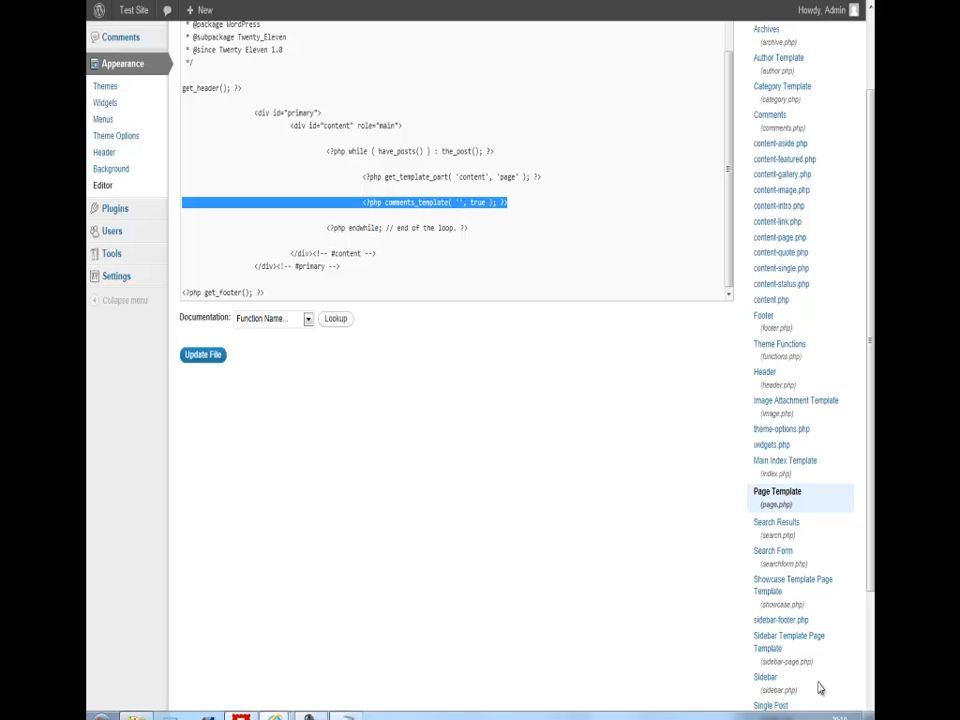 Test Site
+ New
Howdy, Admin
Comments
Appearance
Themes
Widgets
Menus
Theme Options
Header
Background
Editor
Plugins
Users
Tools
Settings
Collapse menu
* @package WordPress
* @subpackage Twenty_Eleven
* @since Twenty Eleven 1.0
*/
get_header(); ?>
<div id="primary">
<div id="content" role="main">
<?php while ( have_posts() ) : the_post(); ?>
<?php get_template_part( 'content', 'page' ); ?>
<?php comments_template( '', true ); ?>
<?php endwhile; // end of the loop. ?>
</div><!-- #content -->
</div><!-- #primary -->
<?php get_footer(); ?>
Documentation:
Function Name...
Lookup
Update File
Archives
(archive.php)
Author Template
(author.php)
Category Template
(category.php)
Comments
(comments.php)
content-aside.php
content-featured.php
content-gallery.php
content-image.php
content-intro.php
content-link.php
content-page.php
content-quote.php
content-single.php
content-status.php
content.php
Footer
(footer.php)
Theme Functions
(functions.php)
Header
(header.php)
Image Attachment Template
(image.php)
theme-options.php
widgets.php
Main Index Template
(index.php)
Page Template
(page.php)
Search Results
(search.php)
Search Form
(searchform.php)
Showcase Template Page
Template
(showcase.php)
sidebar-footer.php
Sidebar Template Page
Template
(sidebar-page.php)
Sidebar
(sidebar.php)
Single Post